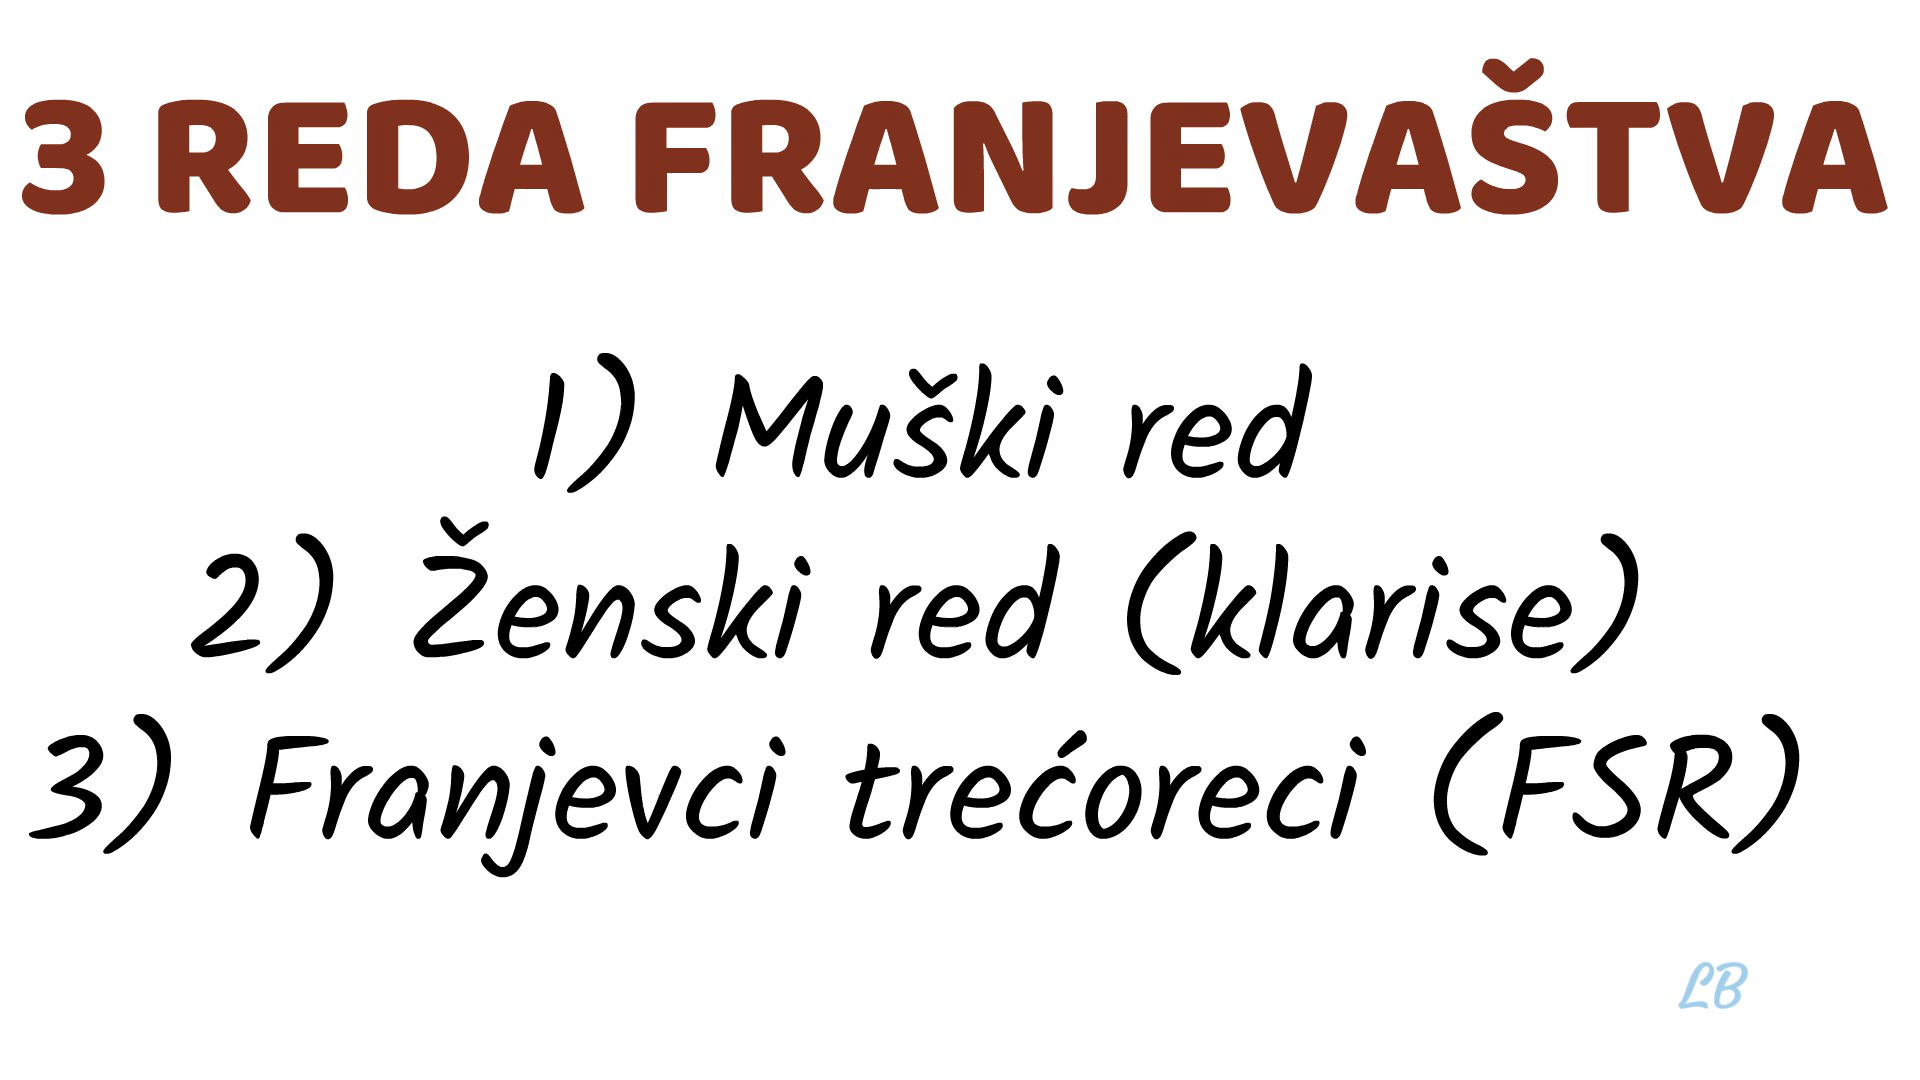 3 REDA FRANJEVAŠTVA
1) Muški red
2) Ženski red (klarise)
3) Franjevci trećoreci (FSR)
LB